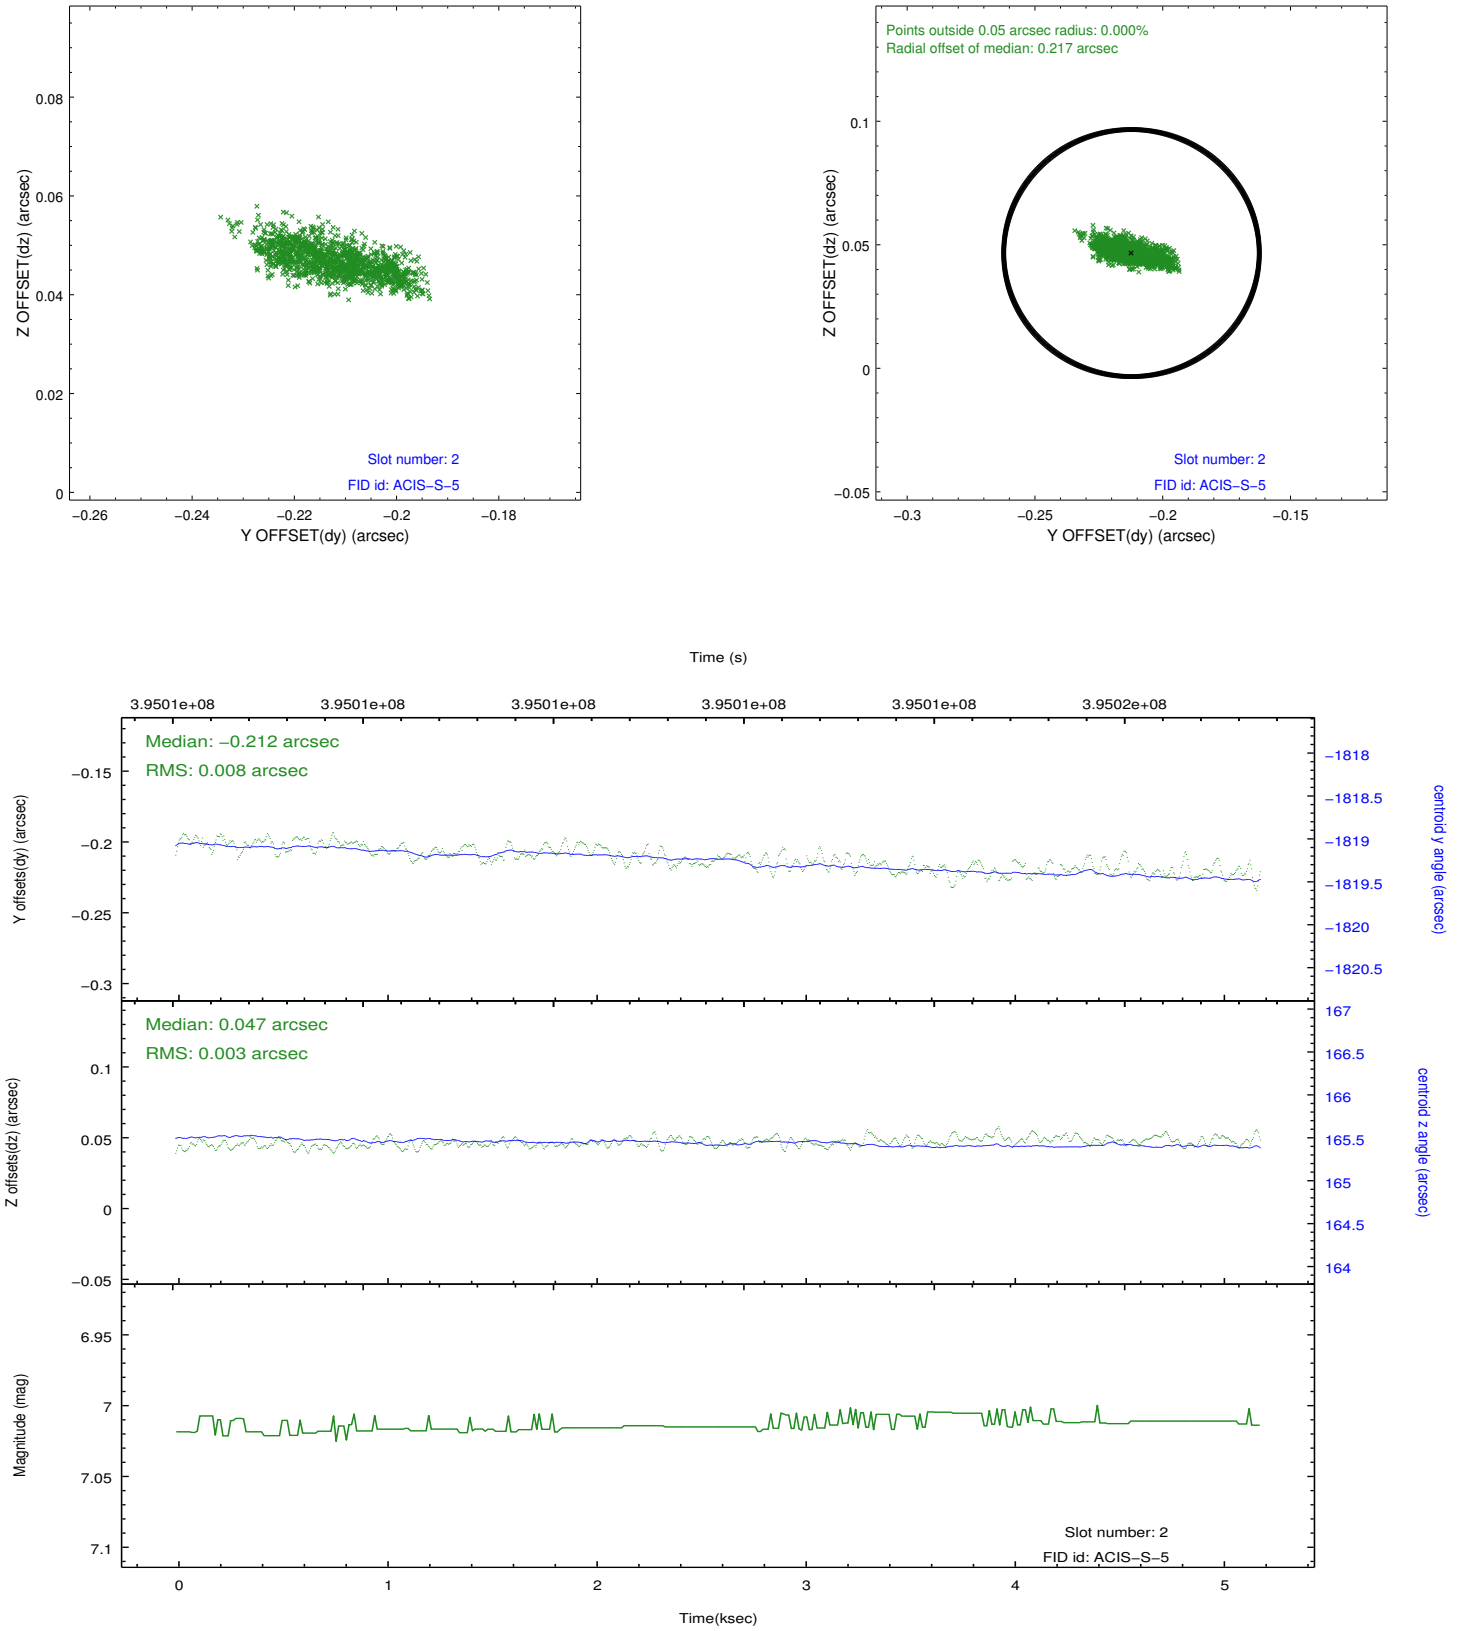 0.08
0.06
0.04
0.02
0
Z OFFSET(dz) (arcsec)
Slot number: 2
FID id: ACIS−S−5
−0.26
−0.24
−0.22
−0.2
−0.18
Y OFFSET(dy) (arcsec)
Points outside 0.05 arcsec radius: 0.000%
Radial offset of median: 0.217 arcsec
0.1
0.05
0
−0.05
Z OFFSET(dz) (arcsec)
Slot number: 2
FID id: ACIS−S−5
−0.3
−0.25
−0.2
−0.15
Y OFFSET(dy) (arcsec)
Time (s)
3.9501e+08
3.9501e+08
3.9501e+08
3.9501e+08
3.9501e+08
3.9502e+08
Median: −0.212 arcsec
RMS: 0.008 arcsec
−0.15
−0.2
−0.25
−0.3
Y offsets(dy) (arcsec)
−1818
−1818.5
−1819
−1819.5
−1820
−1820.5
centroid y angle (arcsec)
Median: 0.047 arcsec
RMS: 0.003 arcsec
0.1
0.05
0
−0.05
Z offsets(dz) (arcsec)
167
166.5
166
165.5
165
164.5
164
centroid z angle (arcsec)
6.95
7
7.05
7.1
Magnitude (mag)
Slot number: 2
FID id: ACIS−S−5
0
1
2
3
4
5
Time(ksec)